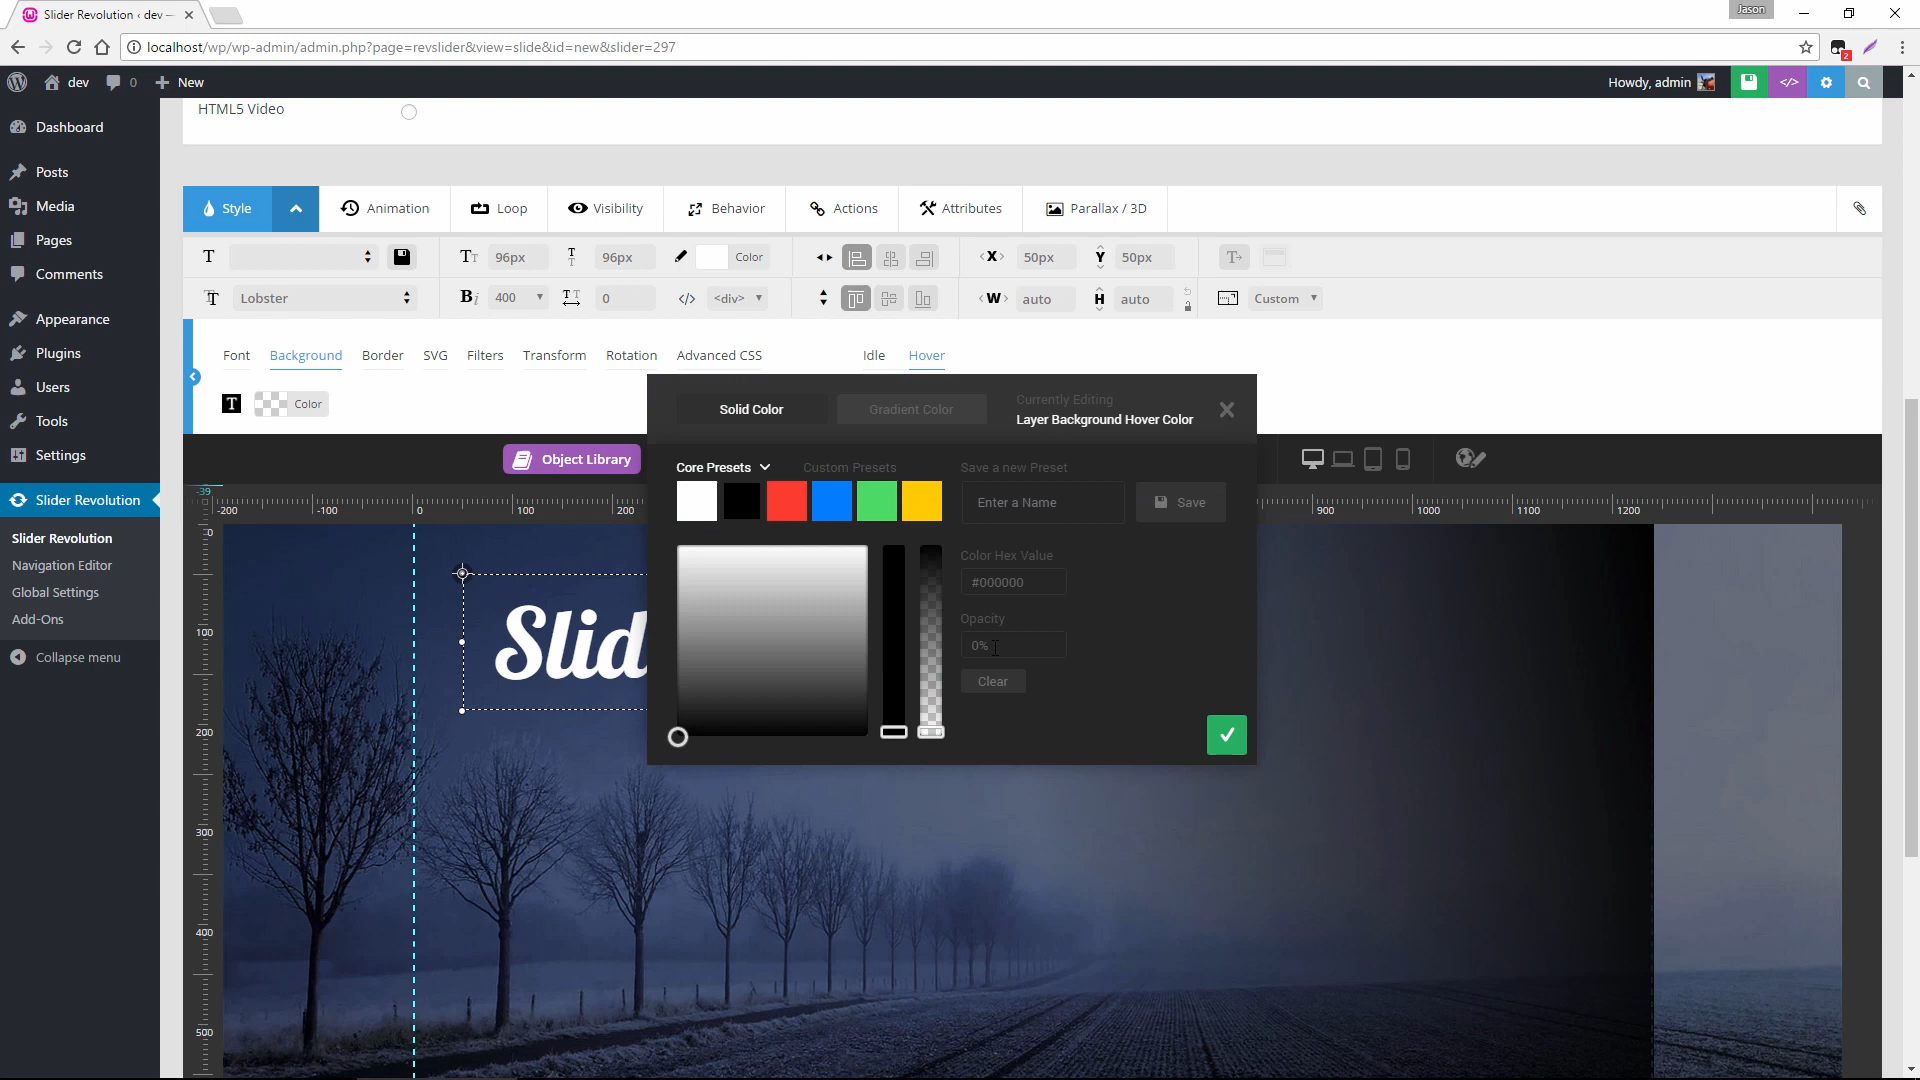 Slider Revolution ‹ dev —
Jason
localhost/wp/wp-admin/admin.php?page=revslider&view=slide&id=new&slider=297
2
dev
0
New
Howdy, admin
</>
HTML5 Video
Dashboard
Posts
Media
Pages
Comments
Appearance
Plugins
Users
Tools
Settings
Slider Revolution
Slider Revolution
Navigation Editor
Global Settings
Add-Ons
Collapse menu
Style
Animation
Loop
Visibility
Behavior
Actions
Attributes
Parallax / 3D
96px
96px
Color
X
50px
Y
50px
Lobster
400
0
</>
<div>
W
auto
H
auto
Custom
Font
Background
Border
SVG
Filters
Transform
Rotation
Advanced CSS
Idle
Hover
Color
Solid Color
Gradient Color
Currently Editing
Layer Background Hover Color
Object Library
Core Presets
Custom Presets
Save a new Preset
Enter a Name
Save
Color Hex Value
#000000
Opacity
0%
Clear
-39
-200
-100
0
100
200
900
1000
1100
1200
0
100
200
300
400
500
Slid